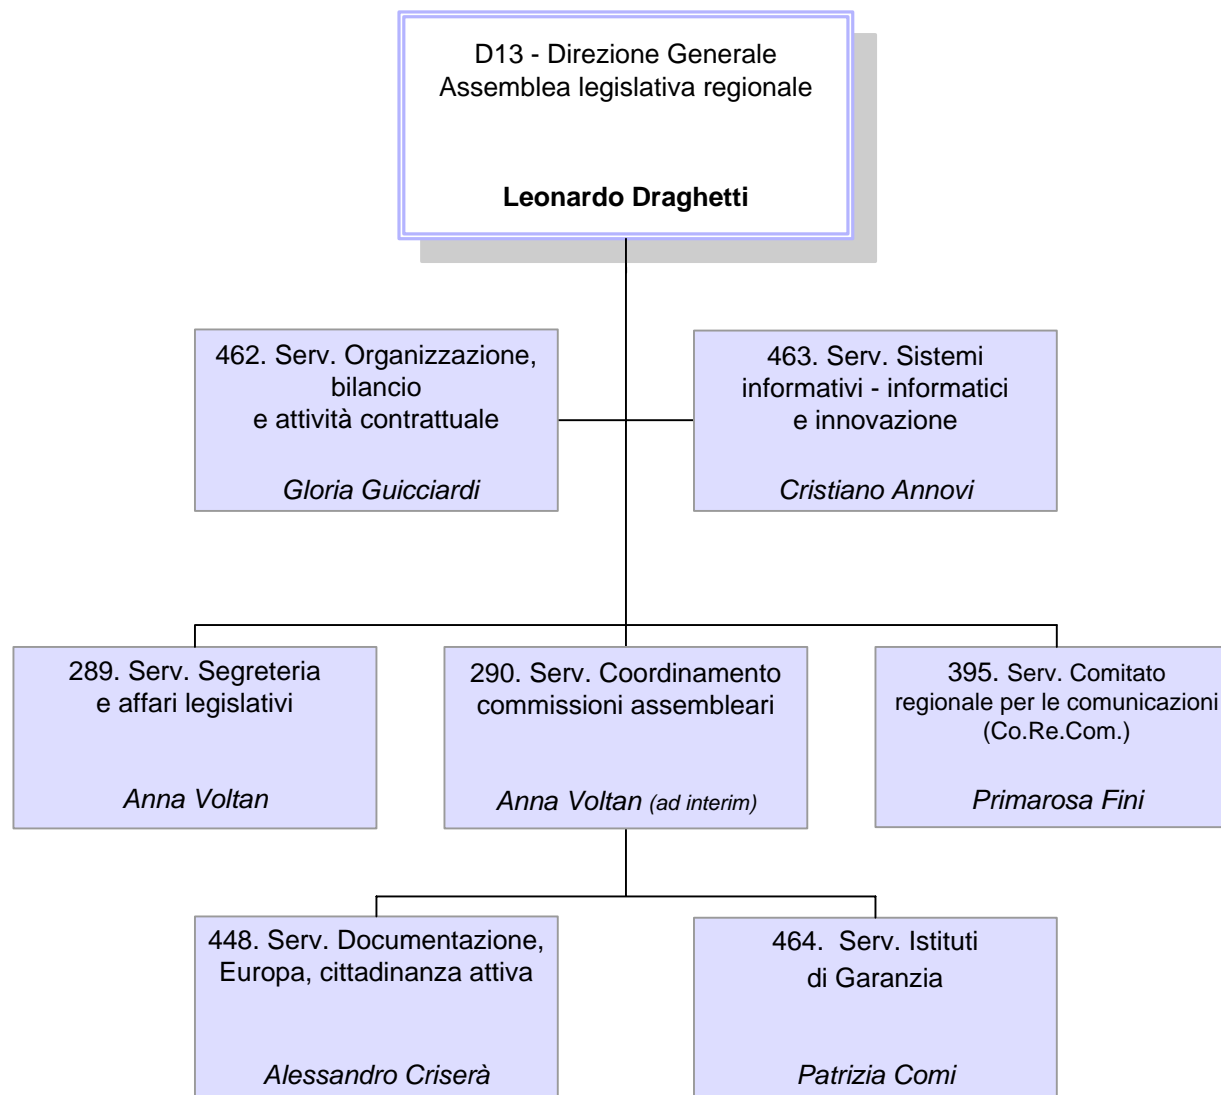 D13 - Direzione Generale
Assemblea legislativa regionale
Leonardo Draghetti
462. Serv. Organizzazione,
bilancio
e attività contrattuale
Gloria Guicciardi
463. Serv. Sistemi
informativi - informatici
e innovazione
Cristiano Annovi
289. Serv. Segreteria
e affari legislativi
Anna Voltan
290. Serv. Coordinamento
commissioni assembleari
Anna Voltan (ad interim)
395. Serv. Comitato
regionale per le comunicazioni
(Co.Re.Com.)
Primarosa Fini
448. Serv. Documentazione,
Europa, cittadinanza attiva
Alessandro Criserà
464. Serv. Istituti
di Garanzia
Patrizia Comi